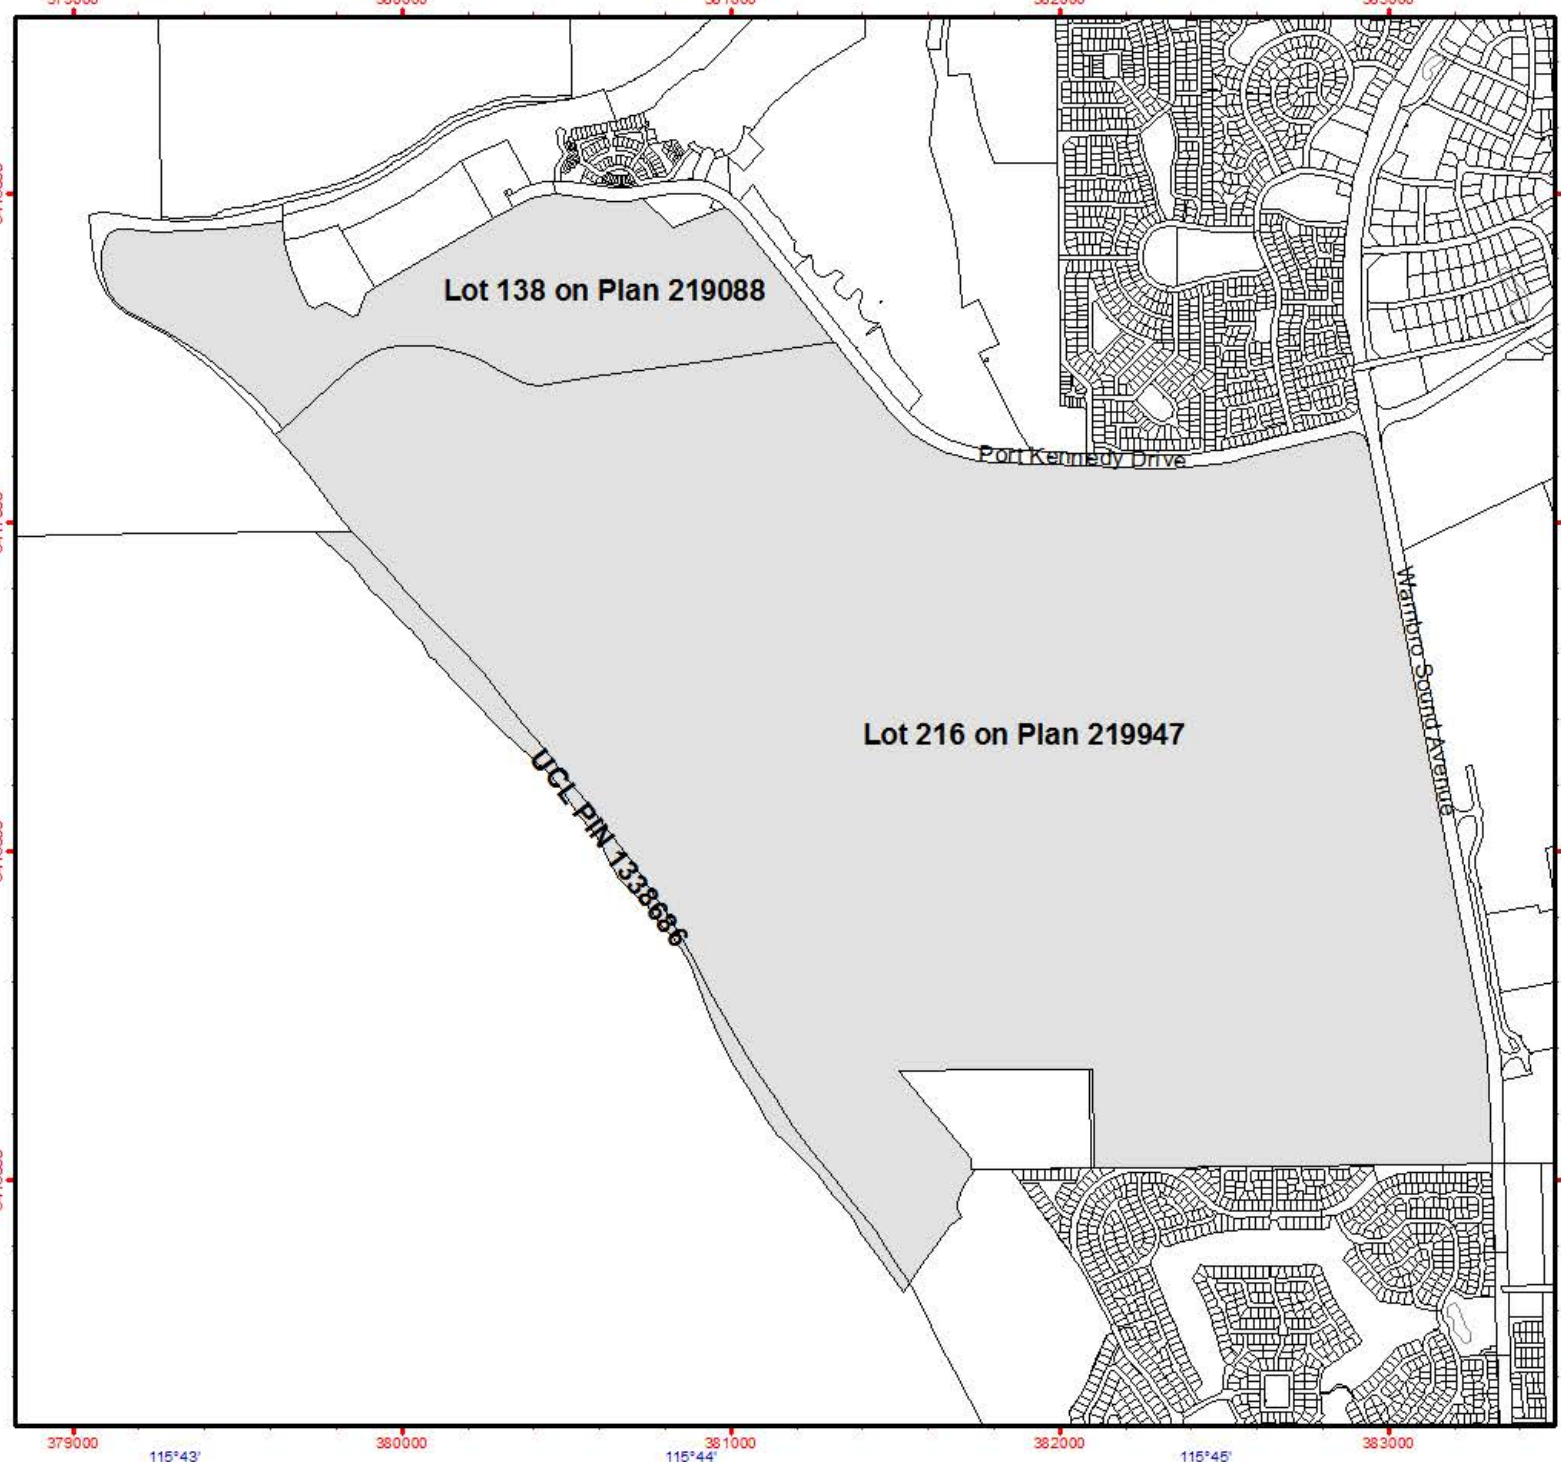 Lot 138 on Plan 219088
Port Kennedy Drive
Warnbro Sound Avenue
Lot 216 on Plan 219947
UCL PIN 1338686
379000
380000
381000
382000
383000
115°43'
115°44'
115°45'